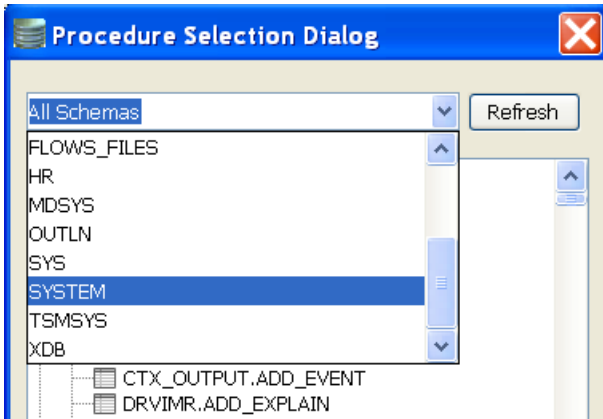 Procedure Selection Dialog
All Schemas
Refresh
FLOWS_FILES
HR
MDSYS
OUTLN
SYS
SYSTEM
TSMSYS
XDB
CTX_OUTPUT.ADD_EVENT
DRVIMR.ADD_EXPLAIN